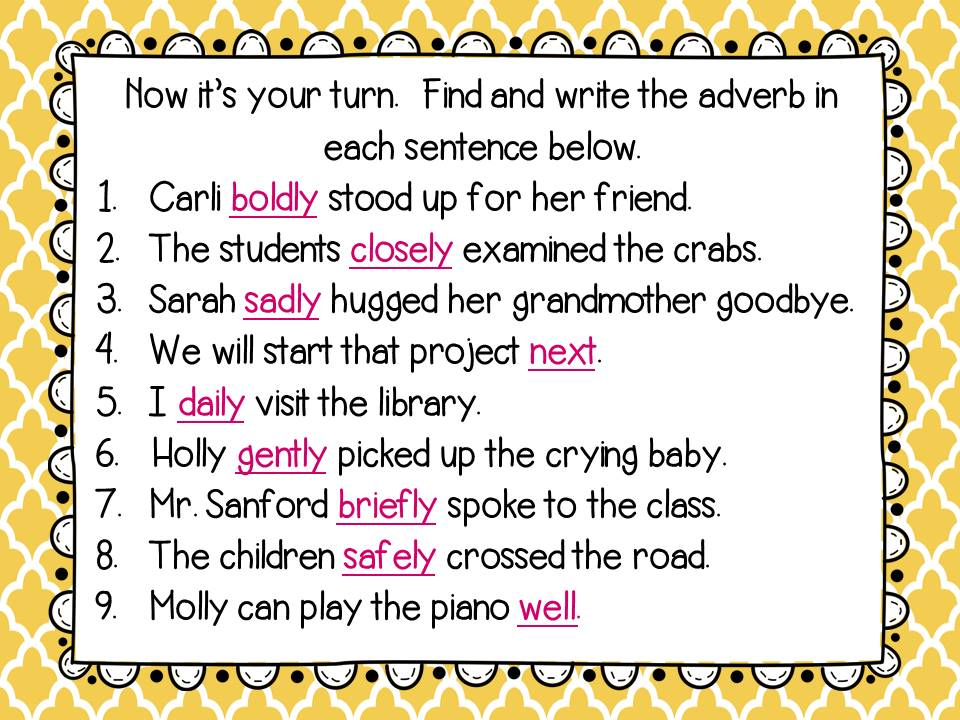 Now it's your turn. Find and write the adverb in
each sentence below.
1. Carli boldly stood up for her friend.
2. The students closely examined the crabs.
3. Sarah sadly hugged her grandmother goodbye.
4. We will start that project next.
5. I daily visit the library.
6. Holly gently picked up the crying baby.
7. Mr. Sanford briefly spoke to the class.
8. The children safely crossed the road.
9. Molly can play the piano well.